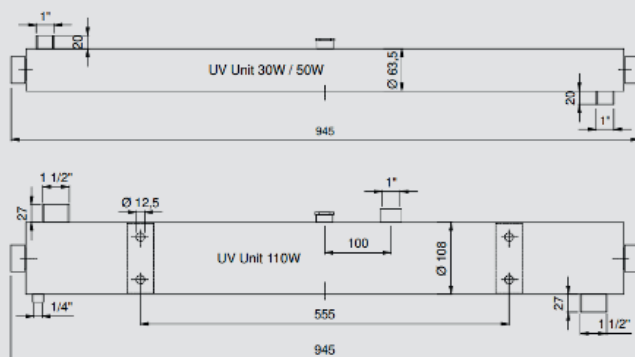 1"
20
UV Unit 30W / 50W
Ø 63,5
20
1"
945
1 1/2"
1"
27
Ø 12,5
100
UV Unit 110W
Ø 108
27
1/4"
1 1/2"
555
945